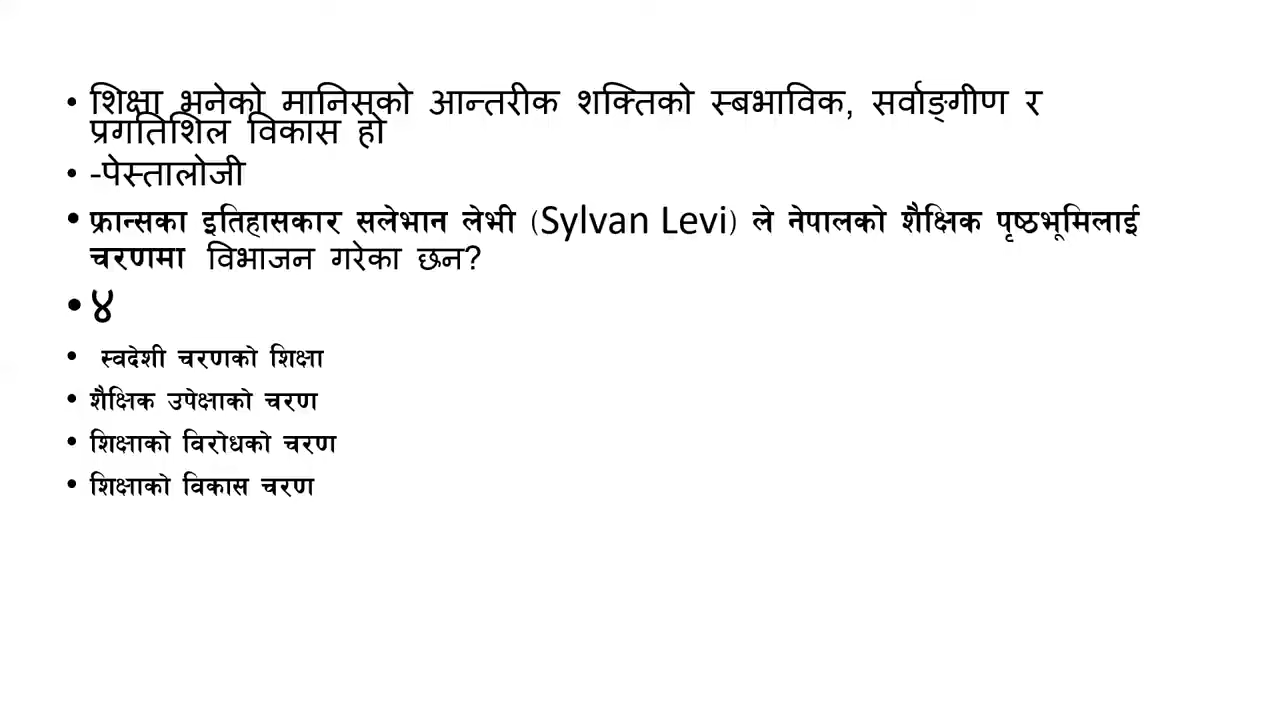 • शिक्षा भनेको मानिसको आन्तरीक शक्तिको स्बभाविक, सर्वाङ्गीण र
प्रगतिशिल विकास हो
• -पेस्तालोजी
• फ्रान्सका इतिहासकार सलेभान लेभी (Sylvan Levi) ले नेपालको शैक्षिक पृष्ठभूमिलाई
चरणमा विभाजन गरेका छन?
• ४
• स्वदेशी चरणको शिक्षा
• शैक्षिक उपेक्षाको चरण
• शिक्षाको विरोधको चरण
• शिक्षाको विकास चरण